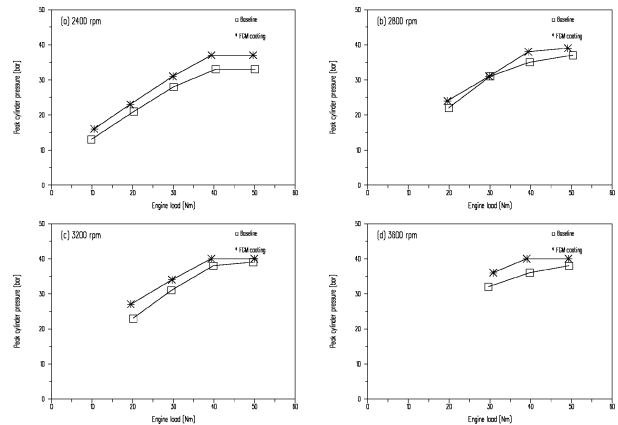 (a) 2400 rpm
Baseline
FGM coating
Peak cylinder pressure [bar]
50
40
30
20
10
0
0 10 20 30 40 50 60
Engine load [Nm]
(b) 2800 rpm
Baseline
FGM coating
Peak cylinder pressure [bar]
50
40
30
20
10
0
0 10 20 30 40 50 60
Engine load [Nm]
(c) 3200 rpm
Baseline
FGM coating
Peak cylinder pressure [bar]
50
40
30
20
10
0
0 10 20 30 40 50 60
Engine load [Nm]
(d) 3600 rpm
Baseline
FGM coating
Peak cylinder pressure [bar]
50
40
30
20
10
0
0 10 20 30 40 50 60
Engine load [Nm]